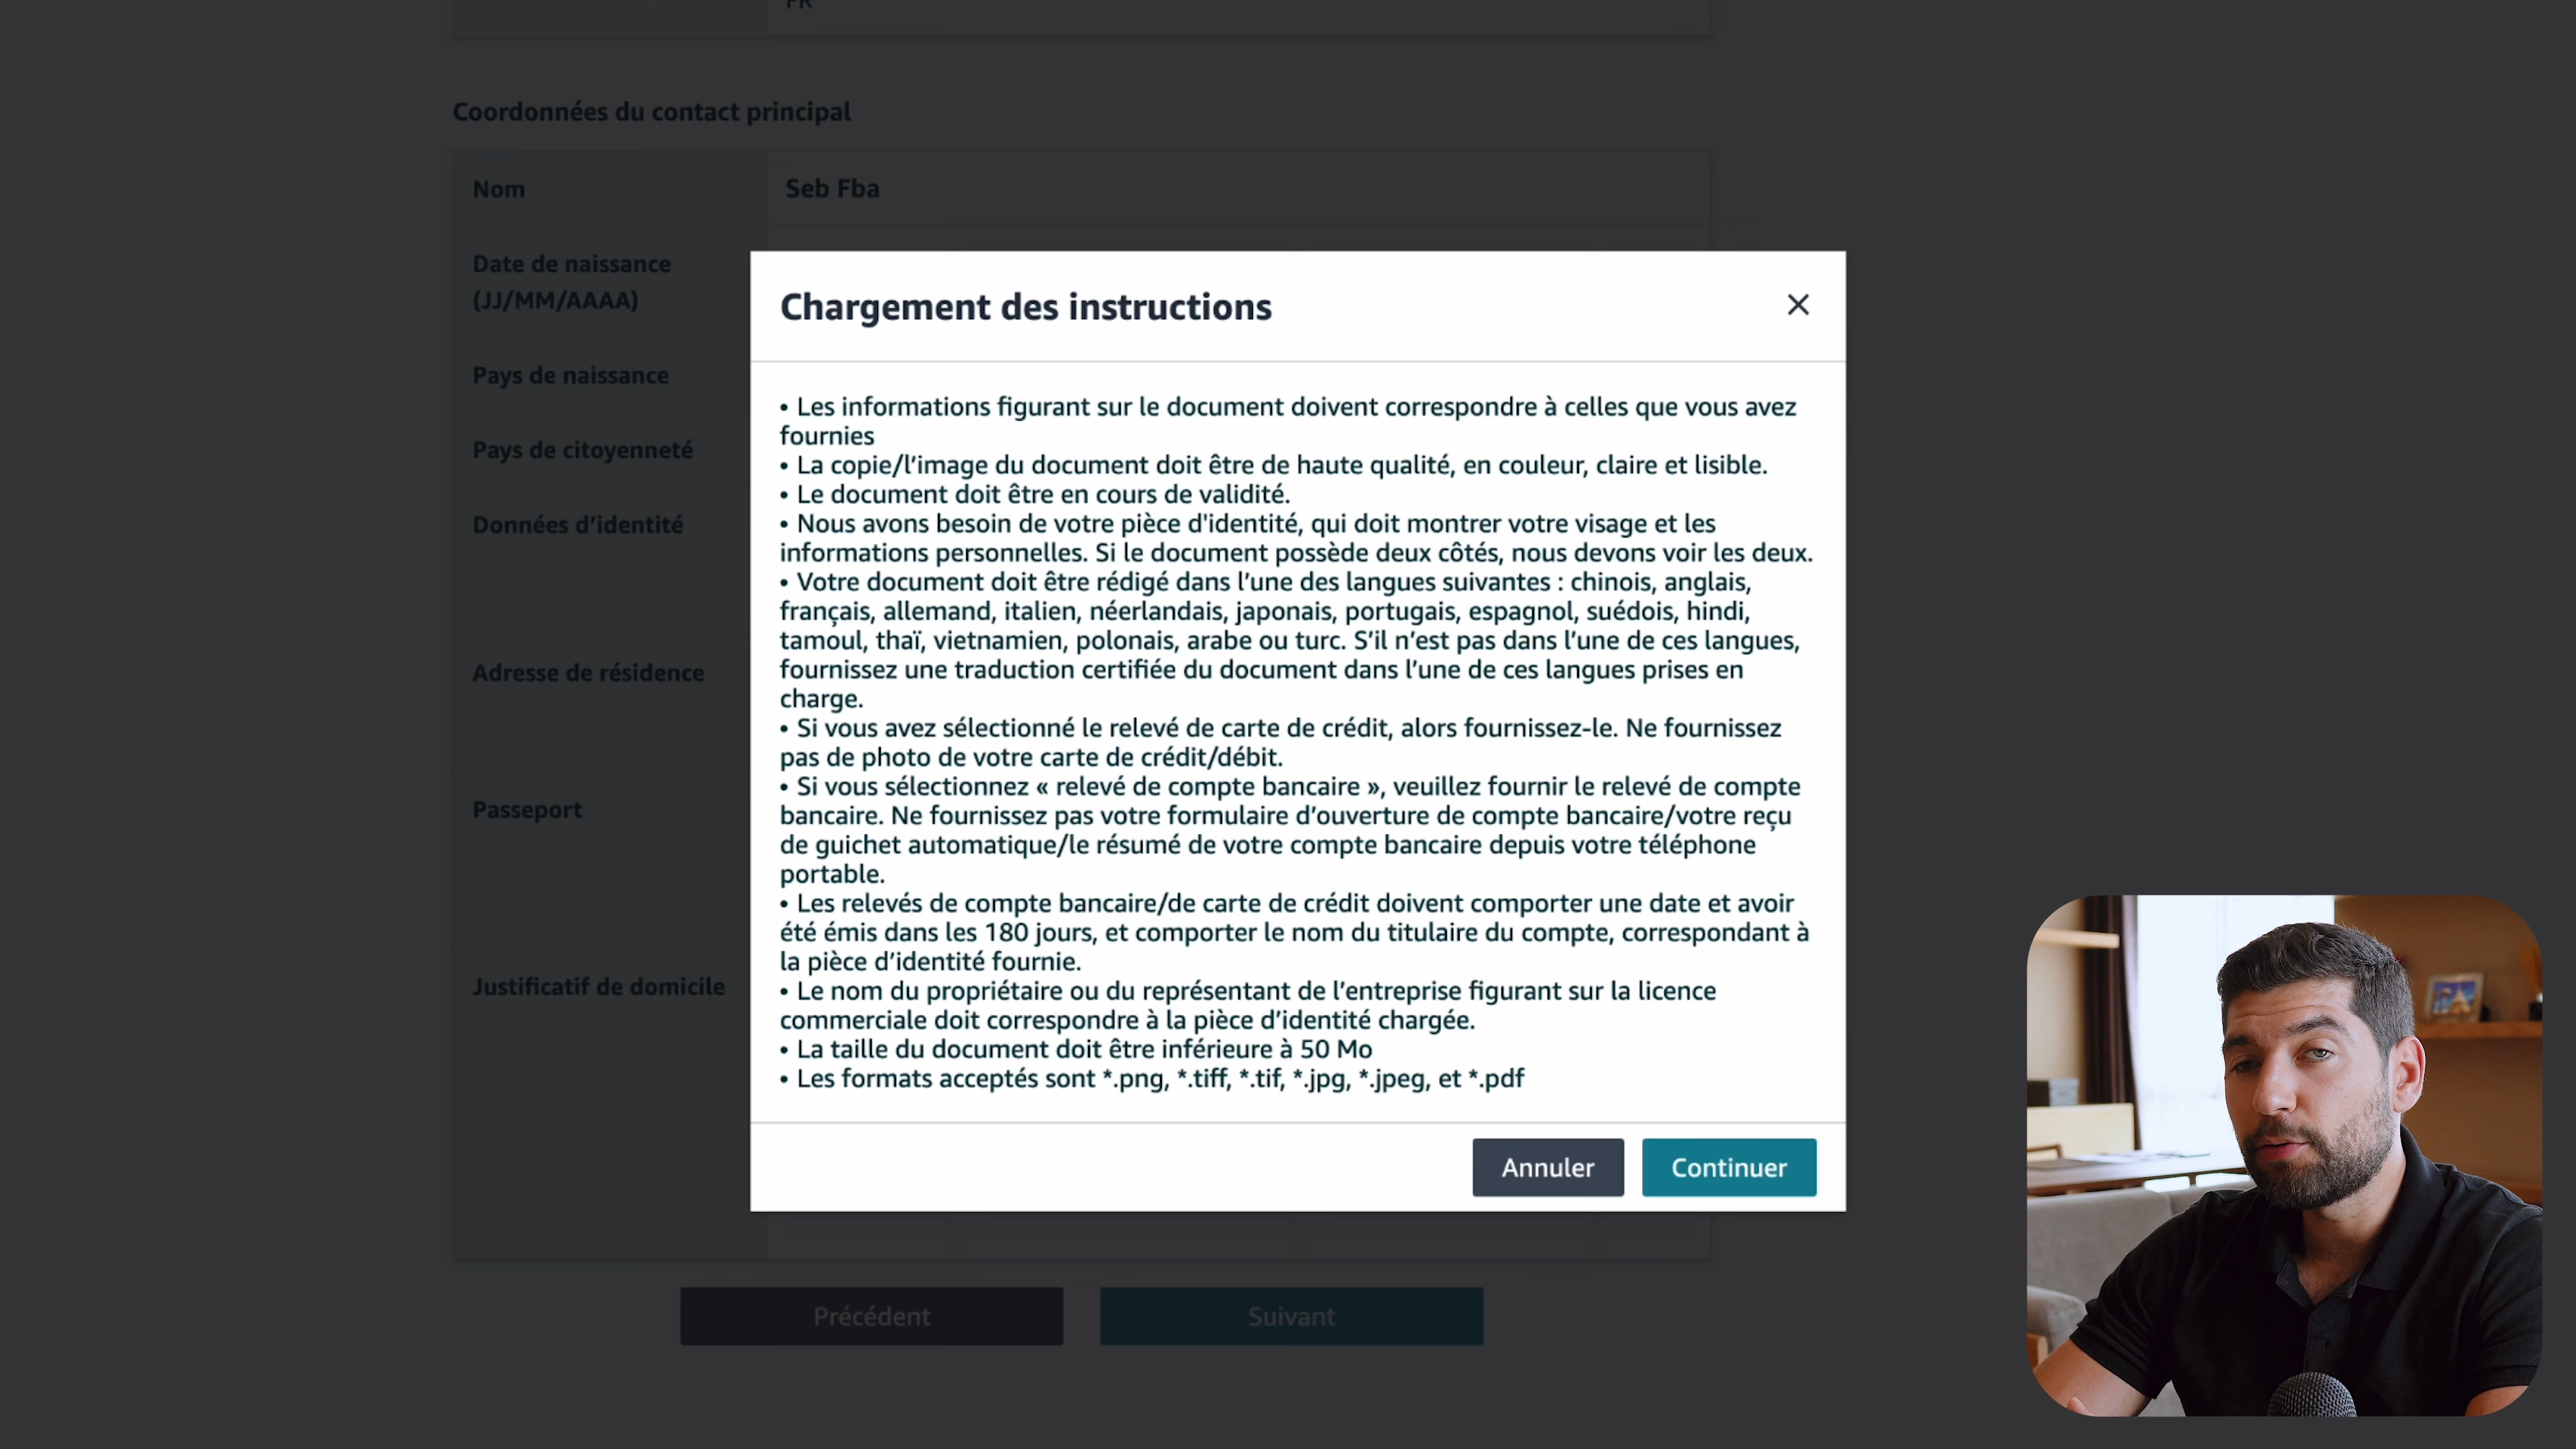 FR
Coordonnées du contact principal
Nom
Seb Fba
Date de naissance
(JJ/MM/AAAA)
Pays de naissance
Pays de citoyenneté
Données d'identité
Adresse de résidence
Passeport
Justificatif de domicile
Chargement des instructions
• Les informations figurant sur le document doivent correspondre à celles que vous avez
fournies
• La copie/l'image du document doit être de haute qualité, en couleur, claire et lisible.
• Le document doit être en cours de validité.
• Nous avons besoin de votre pièce d'identité, qui doit montrer votre visage et les
informations personnelles. Si le document possède deux côtés, nous devons voir les deux.
• Votre document doit être rédigé dans l'une des langues suivantes : chinois, anglais,
français, allemand, italien, néerlandais, japonais, portugais, espagnol, suédois, hindi,
tamoul, thaï, vietnamien, polonais, arabe ou turc. S'il n'est pas dans l'une de ces langues,
fournissez une traduction certifiée du document dans l'une de ces langues prises en
charge.
• Si vous avez sélectionné le relevé de carte de crédit, alors fournissez-le. Ne fournissez
pas de photo de votre carte de crédit/débit.
• Si vous sélectionnez « relevé de compte bancaire », veuillez fournir le relevé de compte
bancaire. Ne fournissez pas votre formulaire d'ouverture de compte bancaire/votre reçu
de guichet automatique/le résumé de votre compte bancaire depuis votre téléphone
portable.
• Les relevés de compte bancaire/de carte de crédit doivent comporter une date et avoir
été émis dans les 180 jours, et comporter le nom du titulaire du compte, correspondant à
la pièce d'identité fournie.
• Le nom du propriétaire ou du représentant de l'entreprise figurant sur la licence
commerciale doit correspondre à la pièce d'identité chargée.
• La taille du document doit être inférieure à 50 Mo
• Les formats acceptés sont *.png, *.tiff, *.tif, *.jpg, *.jpeg, et *.pdf
Annuler
Continuer
Précédent
Suivant